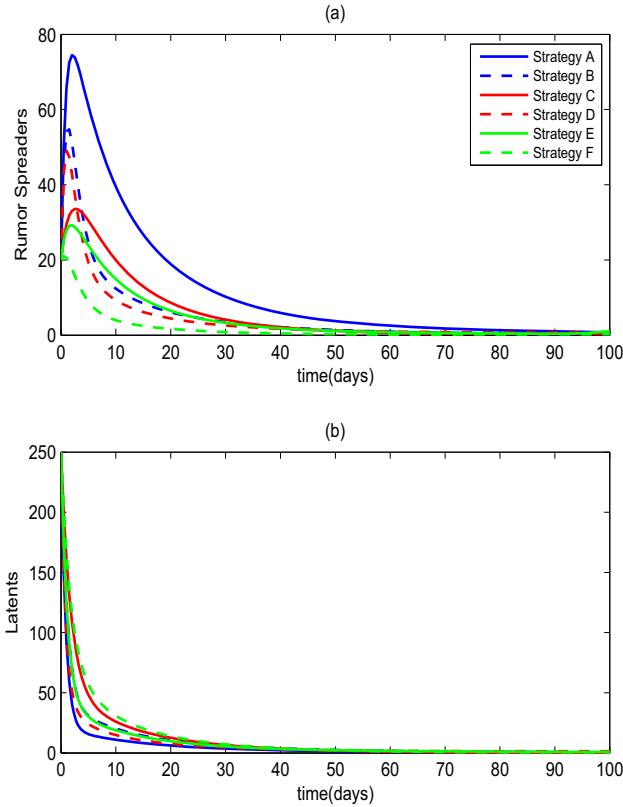 (a)
80
60
40
20
0
Rumor Spreaders
Strategy A
Strategy B
Strategy C
Strategy D
Strategy E
Strategy F
0 10 20 30 40 50 60 70 80 90 100
time(days)
(b)
250
200
150
100
50
0
Latents
0 10 20 30 40 50 60 70 80 90 100
time(days)